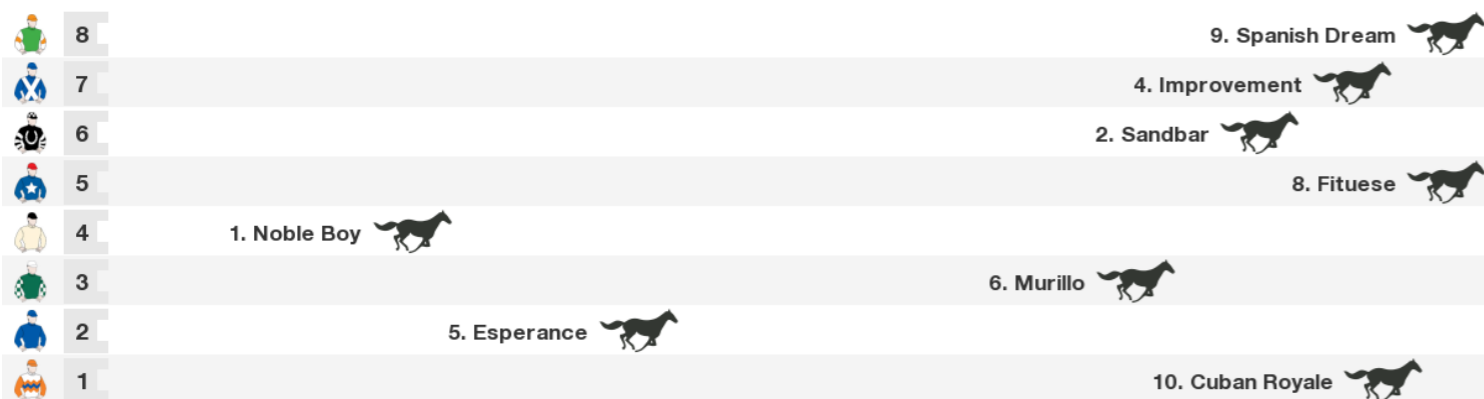 8 9. Spanish Dream
7 4. Improvement
6 2. Sandbar
5 8. Fituese
4 1. Noble Boy
3 6. Murillo
2 5. Esperance
1 10. Cuban Royale